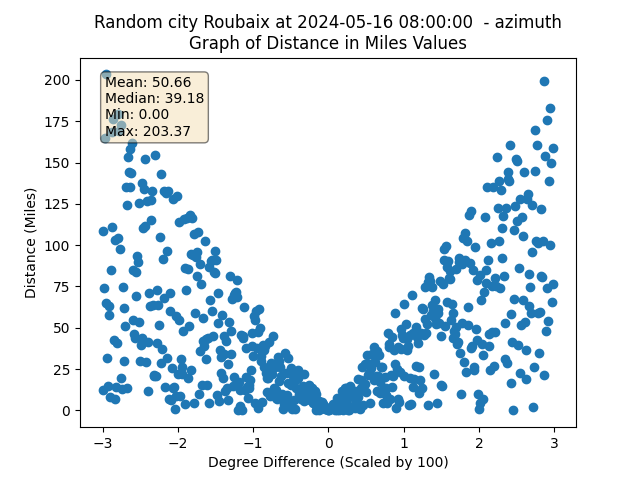 Random city Roubaix at 2024-05-16 08:00:00  - azimuth
Graph of Distance in Miles Values
Mean: 50.66
Median: 39.18
Min: 0.00
Max: 203.37
200
175
150
125
100
75
50
25
0
Distance (Miles)
−3
−2
−1
0
1
2
3
Degree Difference (Scaled by 100)